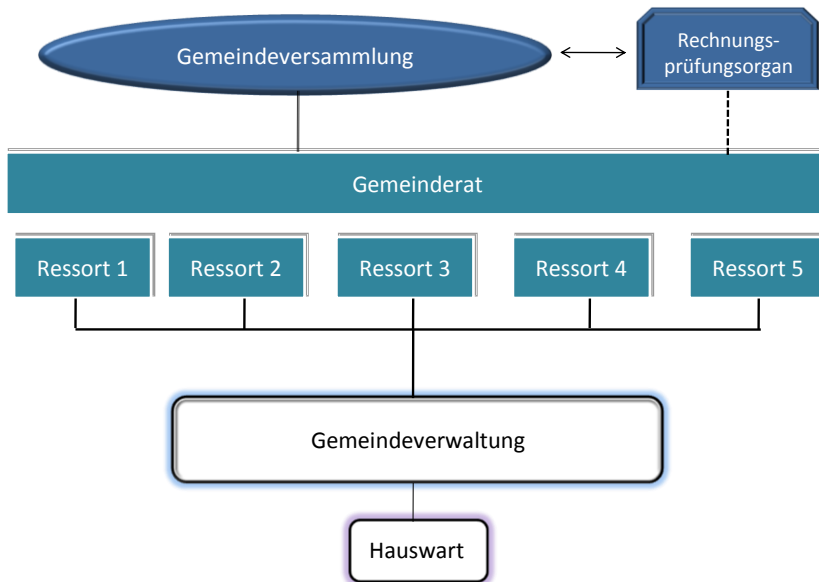 Gemeindeversammlung
Rechnungs-
prüfungsorgan
Gemeinderat
Ressort 1
Ressort 2
Ressort 3
Ressort 4
Ressort 5
Gemeindeverwaltung
Hauswart